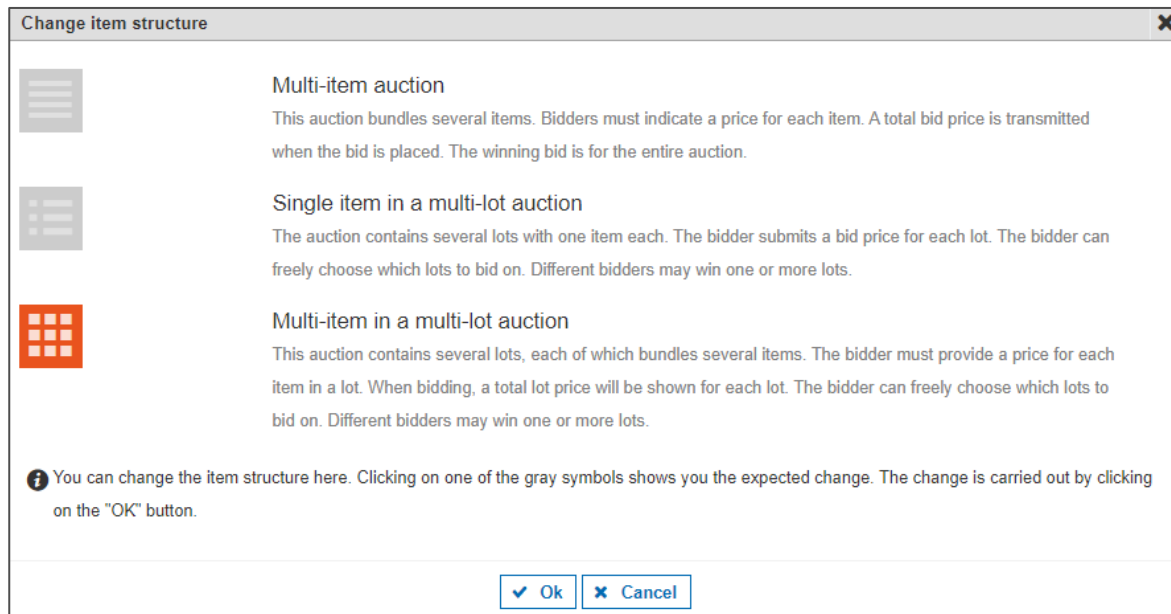 Change item structure
Multi-item auction
This auction bundles several items. Bidders must indicate a price for each item. A total bid price is transmitted
when the bid is placed. The winning bid is for the entire auction.
Single item in a multi-lot auction
The auction contains several lots with one item each. The bidder submits a bid price for each lot. The bidder can
freely choose which lots to bid on. Different bidders may win one or more lots.
Multi-item in a multi-lot auction
This auction contains several lots, each of which bundles several items. The bidder must provide a price for each
item in a lot. When bidding, a total lot price will be shown for each lot. The bidder can freely choose which lots to
bid on. Different bidders may win one or more lots.
You can change the item structure here. Clicking on one of the gray symbols shows you the expected change. The change is carried out by clicking
on the "OK" button.
Ok Cancel